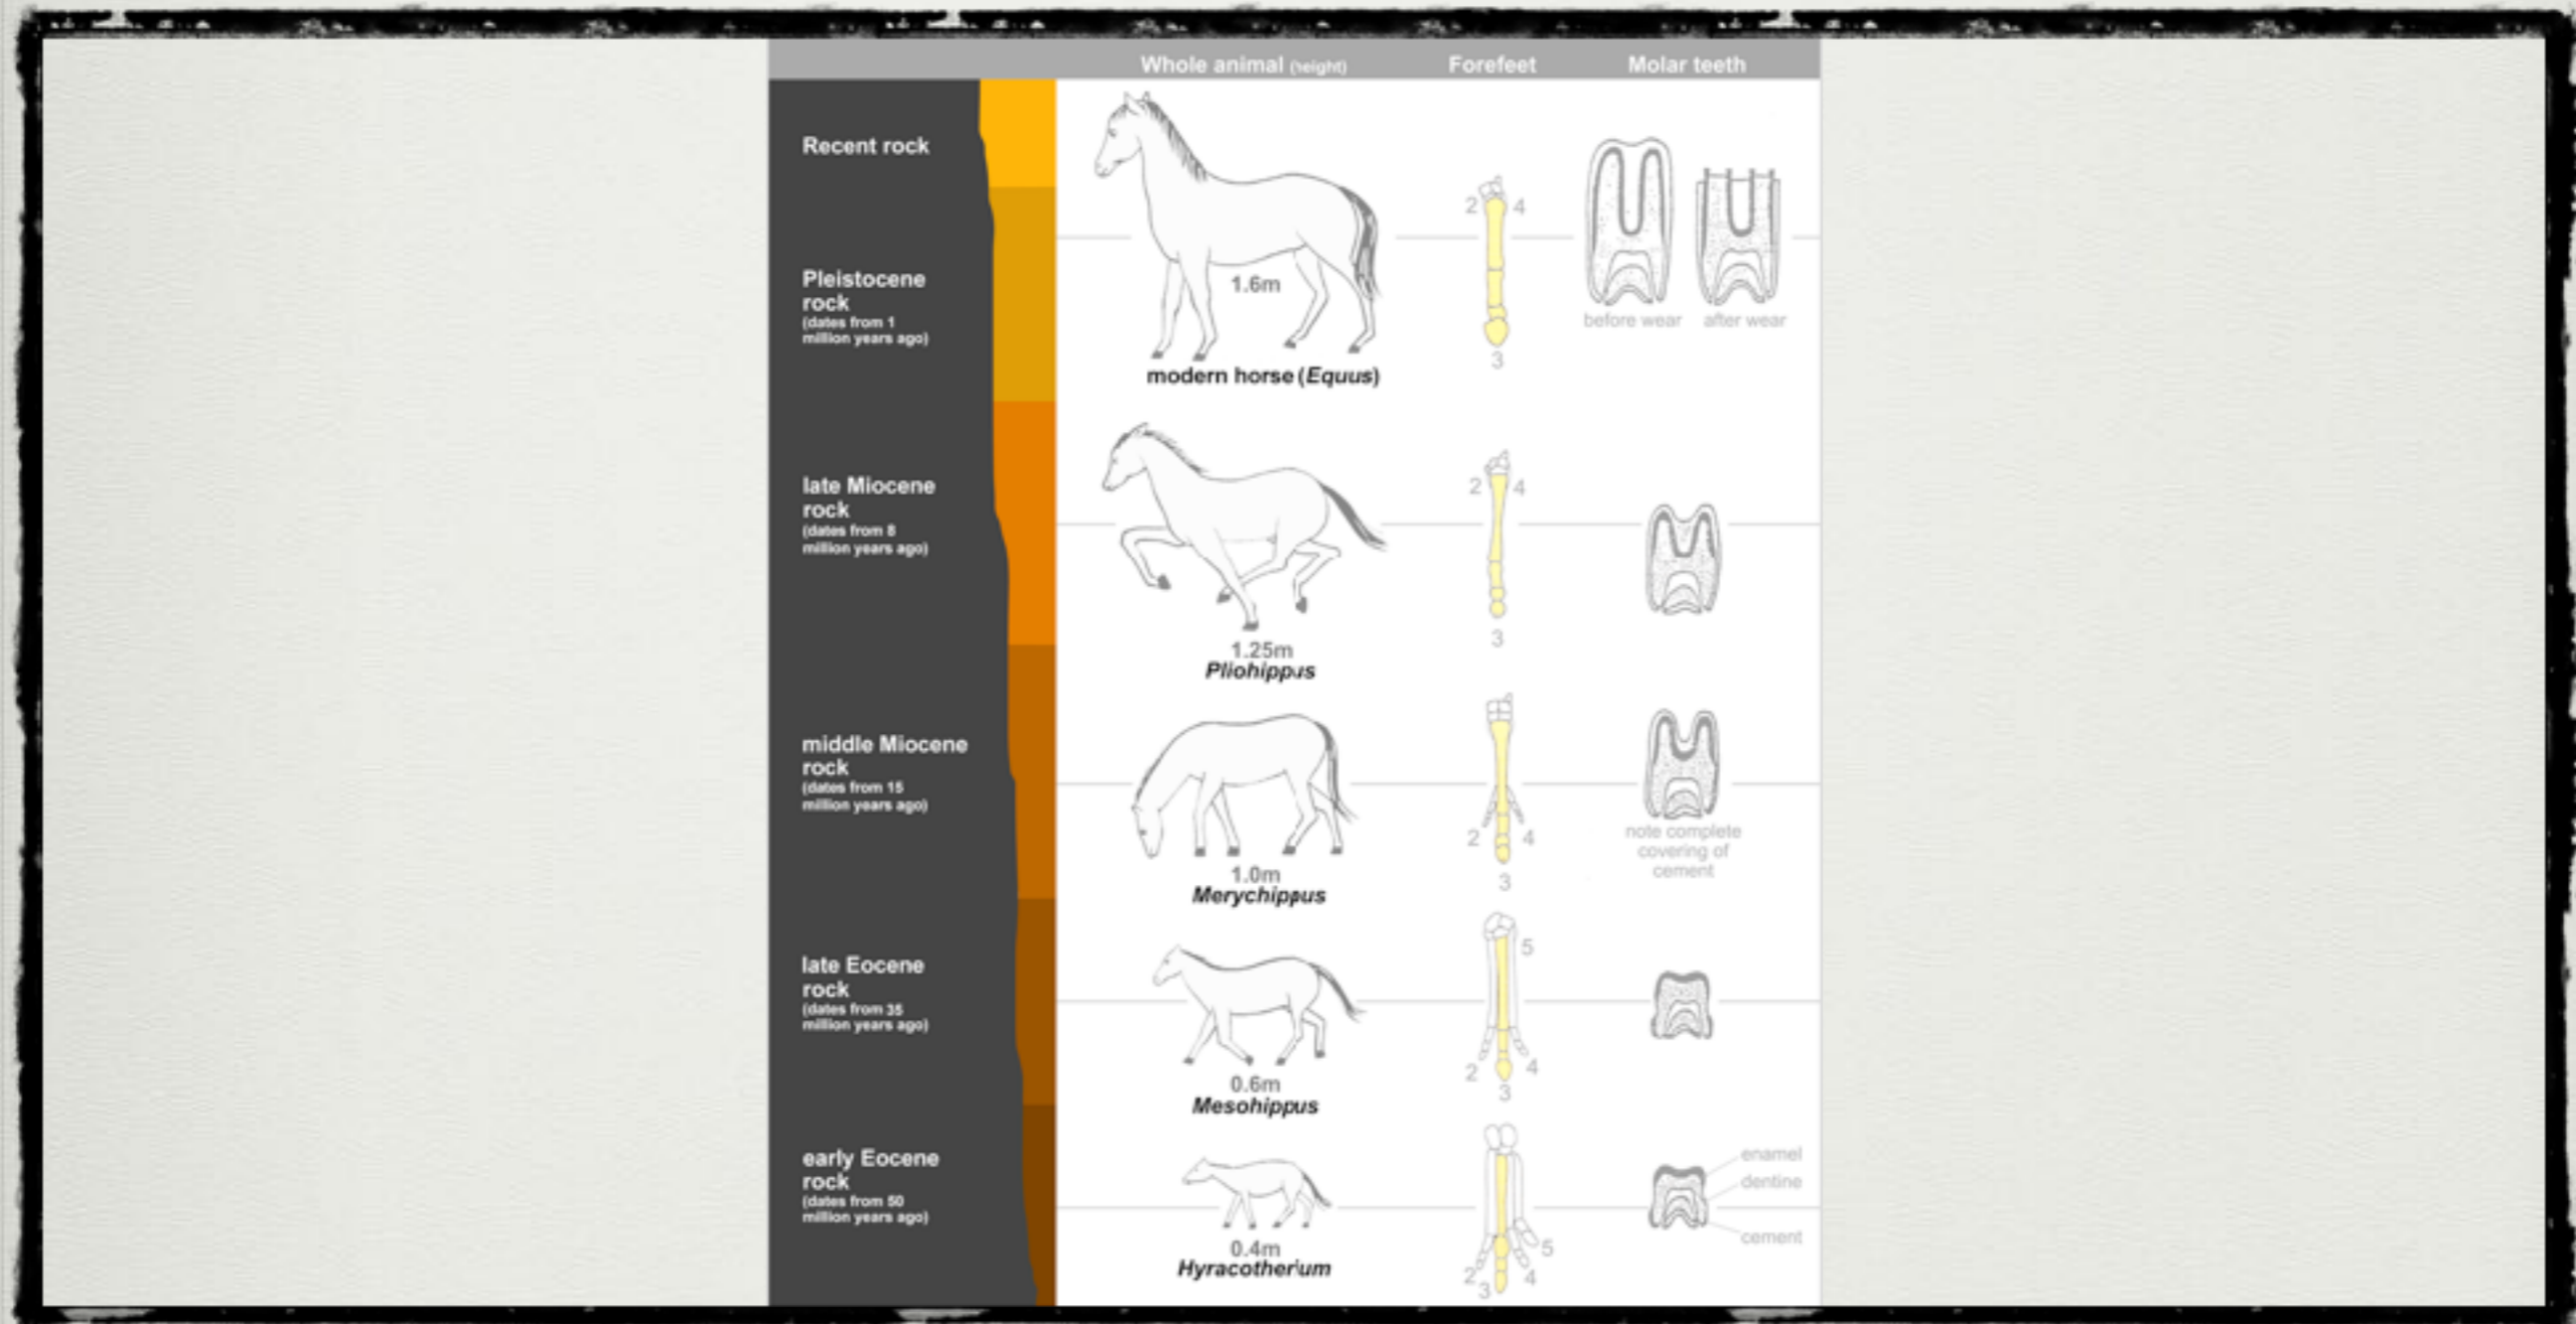 Whole animal (height) Forefeet Molar teeth
Recent rock
2 4
Pleistocene
rock
(dates from 1
million years ago)
1.6m
before wear after wear
3
modern horse (Equus)
late Miocene
rock
(dates from 8
million years ago)
2 4
3
1.25m
Pliohippus
middle Miocene
rock
(dates from 15
million years ago)
2 4
3
note complete
covering of
cement
1.0m
Merychippus
late Eocene
rock
(dates from 35
million years ago)
5
2 4
3
0.6m
Mesohippus
early Eocene
rock
(dates from 50
million years ago)
enamel
dentine
cement
5
2 4
3
0.4m
Hyracotherium